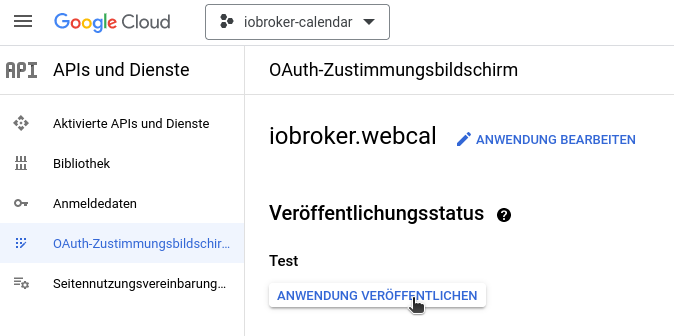 Google Cloud
iobroker-calendar
API
APIs und Dienste
OAuth-Zustimmungsbildschirm
Aktivierte APIs und Dienste
Bibliothek
Anmeldedaten
OAuth-Zustimmungsbildschir...
Seitennutzungsvereinbarung...
iobroker.webcal
ANWENDUNG BEARBEITEN
Veröffentlichungsstatus
?
Test
ANWENDUNG VERÖFFENTLICHEN